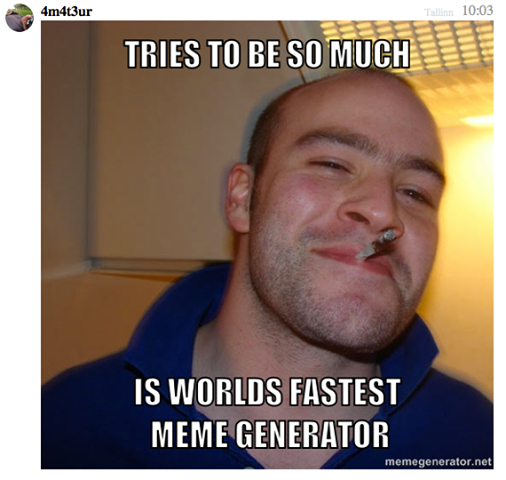 4m4t3ur
Tallinn 10:03
TRIES TO BE SO MUCH
IS WORLDS FASTEST
MEME GENERATOR
memegenerator.net